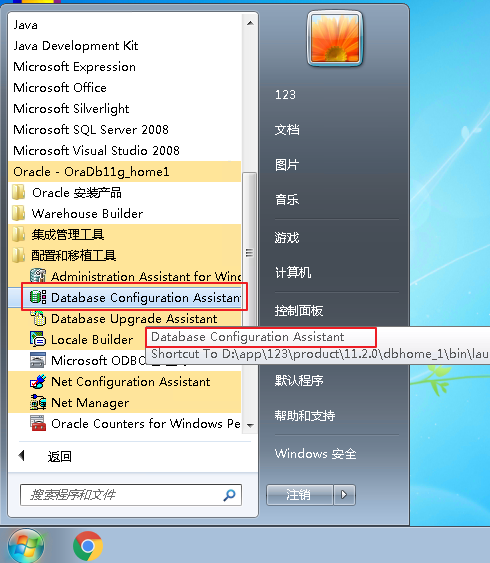 Java
Java Development Kit
Microsoft Expression
Microsoft Office
Microsoft Silverlight
Microsoft SQL Server 2008
Microsoft Visual Studio 2008
Oracle - OraDb11g_home1
Oracle 安装产品
Warehouse Builder
集成管理工具
配置和移植工具
Administration Assistant for Win
Database Configuration Assistant
Database Upgrade Assistant
Locale Builder
Microsoft ODBC
Net Configuration Assistant
Net Manager
Oracle Counters for Windows Pe
返回
搜索程序和文件
123
文档
图片
音乐
游戏
计算机
控制面板
Database Configuration Assistant
Shortcut To D:\app\123\product\11.2.0\dbhome_1\bin\lau
默认程序
帮助和支持
Windows 安全
注销